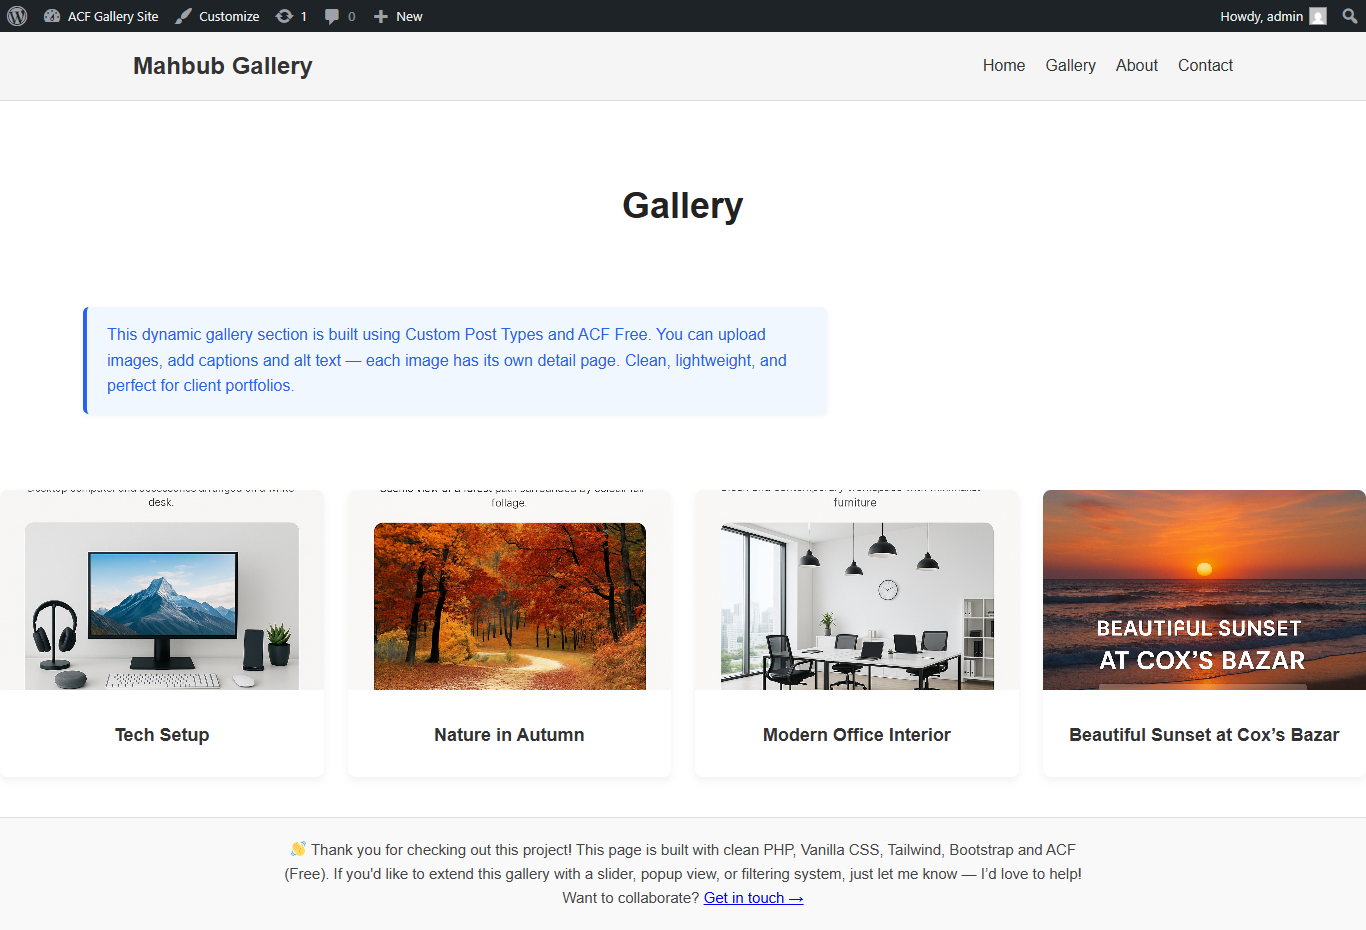 ACF Gallery Site Customize 1 0 New Howdy, admin
Mahbub Gallery Home Gallery About Contact
Gallery
This dynamic gallery section is built using Custom Post Types and ACF Free. You can upload
images, add captions and alt text — each image has its own detail page. Clean, lightweight, and
perfect for client portfolios.
desk.
foliage.
furniture
BEAUTIFUL SUNSET
AT COX'S BAZAR
Tech Setup
Nature in Autumn
Modern Office Interior
Beautiful Sunset at Cox’s Bazar
👋 Thank you for checking out this project! This page is built with clean PHP, Vanilla CSS, Tailwind, Bootstrap and ACF
(Free). If you'd like to extend this gallery with a slider, popup view, or filtering system, just let me know — I’d love to help!
Want to collaborate? Get in touch →